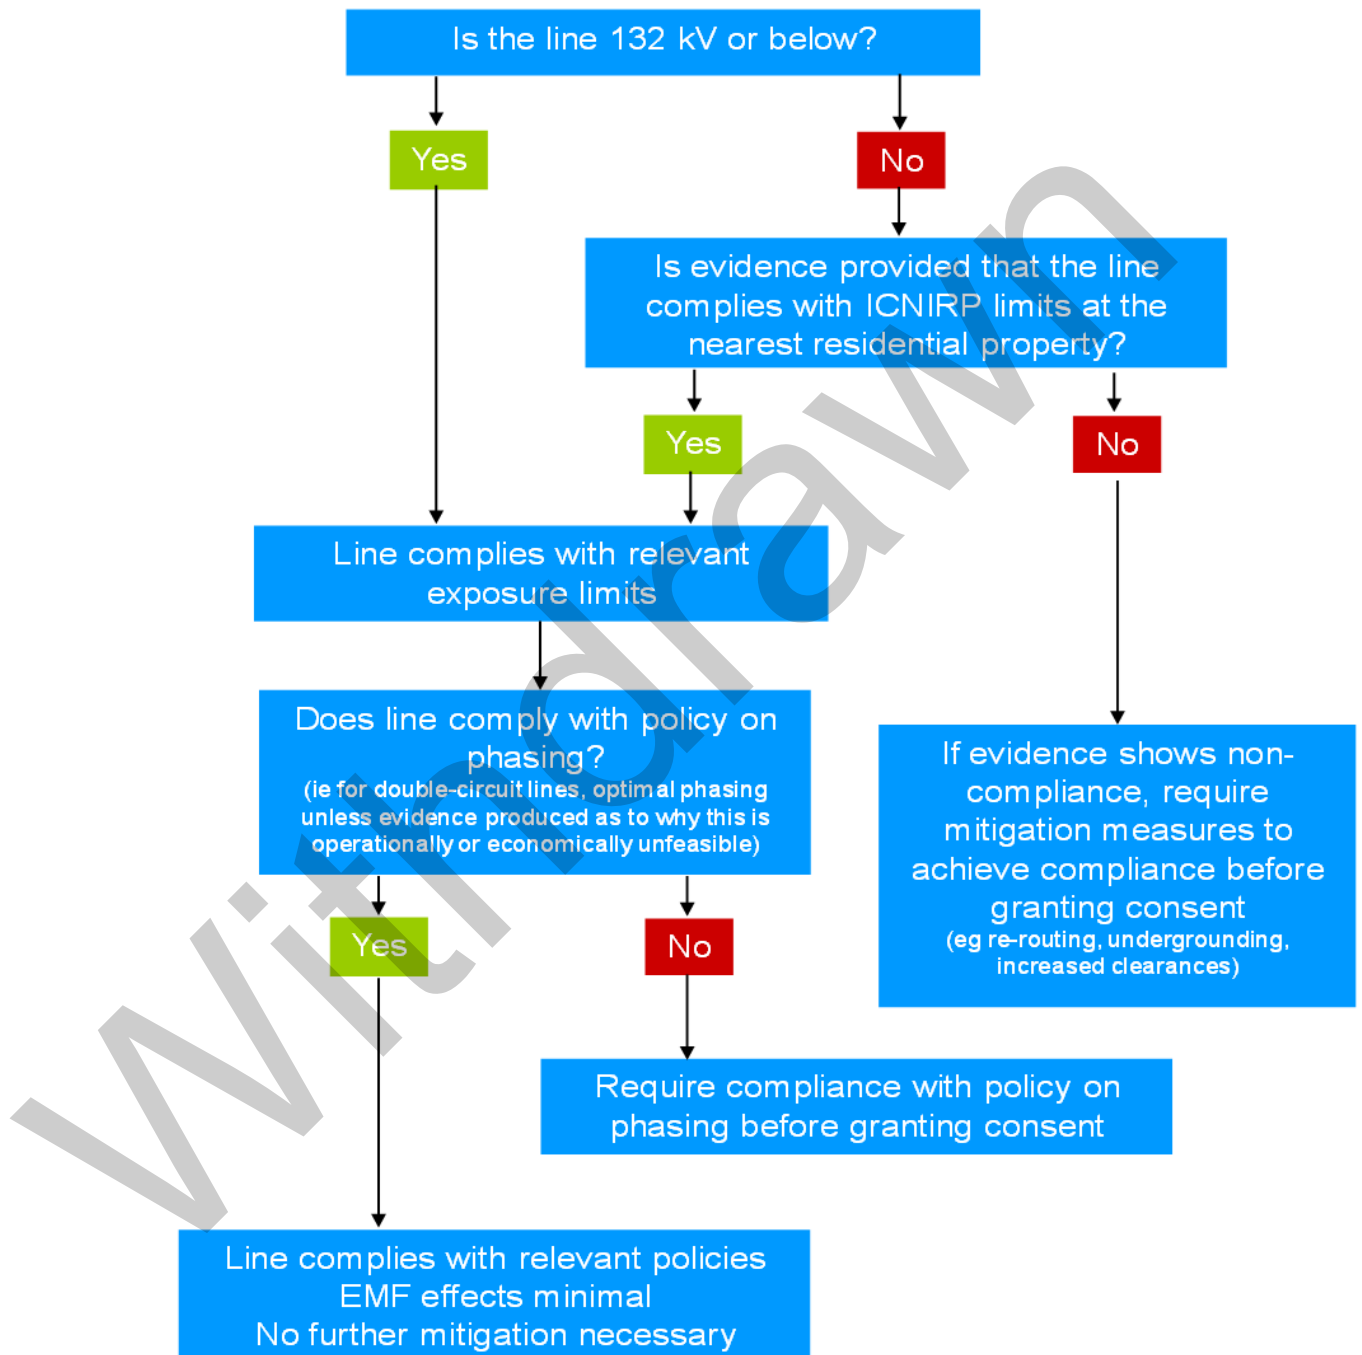 Is the line 132 kV or below?
Yes
No
Is evidence provided that the line
complies with ICNIRP limits at the
nearest residential property?
Yes
No
Line complies with relevant
exposure limits
Does line comply with policy on
phasing?
(ie for double-circuit lines, optimal phasing
unless evidence produced as to why this is
operationally or economically unfeasible)
If evidence shows non-
compliance, require
mitigation measures to
achieve compliance before
granting consent
(eg re-routing, undergrounding,
increased clearances)
Yes
No
Require compliance with policy on
phasing before granting consent
Line complies with relevant policies
EMF effects minimal
No further mitigation necessary
Withdrawn